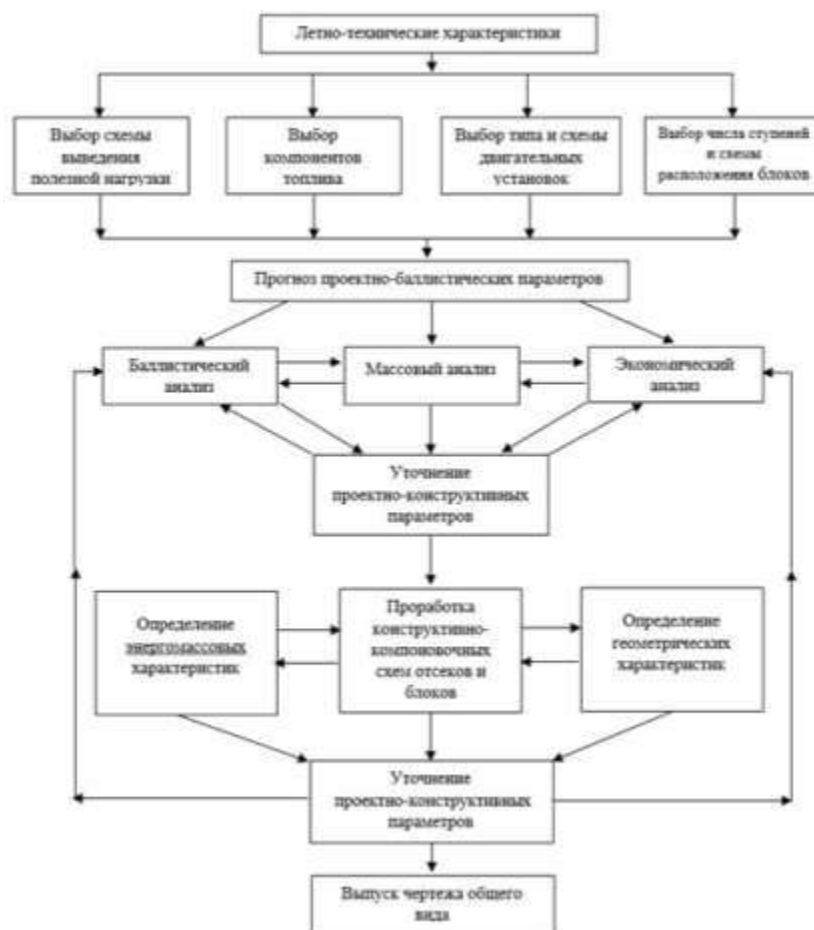 Летно-технические характеристики
Выбор схемы
выведения
полезной нагрузки
Выбор
компонентов
топлива
Выбор типа и схемы
двигательных
установок
Выбор числа ступеней
и схемы
расположения блоков
Прогноз проектно-баллистических параметров
Баллистический
анализ
Массовый анализ
Экономический
анализ
Уточнение
проектно-конструктивных
параметров
Определение
энергомассовых
характеристик
Проработка
конструктивно-
компоновочных
схем отсеков и
блоков
Определение
геометрических
характеристик
Уточнение
проектно-конструктивных
параметров
Выпуск чертежа общего
вида